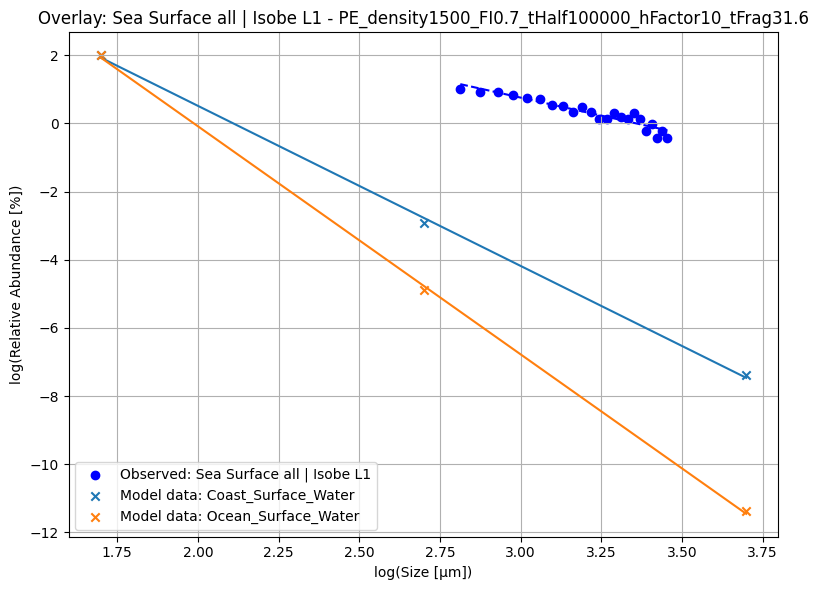 Overlay: Sea Surface all | Isobe L1 - PE_density1500_FI0.7_tHalf100000_hFactor10_tFrag31.6
log(Relative Abundance [%])
2
0
−2
−4
−6
−8
−10
−12
Observed: Sea Surface all | Isobe L1
Model data: Coast_Surface_Water
Model data: Ocean_Surface_Water
1.75
2.00
2.25
2.50
2.75
3.00
3.25
3.50
3.75
log(Size [μm])